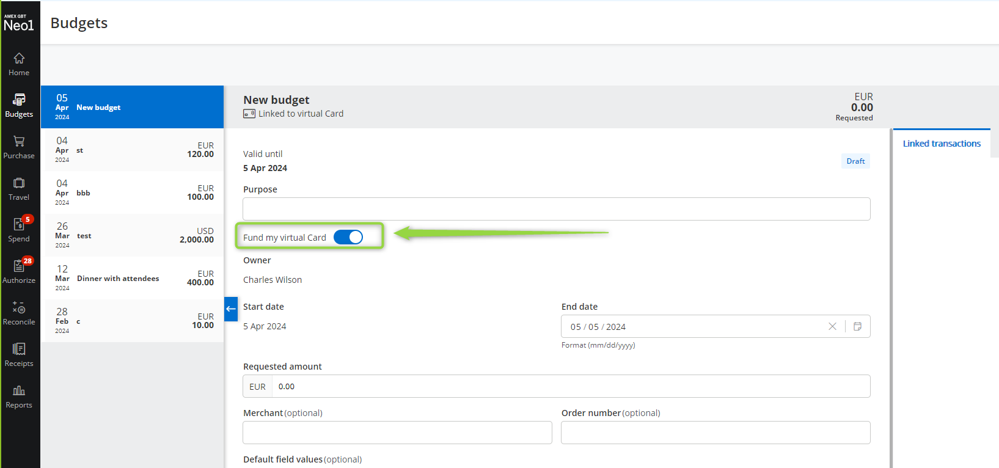 AMEX GBT
Neo1
Budgets
Home
Budgets
Purchase
Travel
5
Spend
28
Authorize
Reconcile
Receipts
Reports
05
Apr
2024
New budget
04
Apr
2024
st
EUR
120.00
04
Apr
2024
bbb
EUR
100.00
26
Mar
2024
test
USD
2,000.00
12
Mar
2024
Dinner with attendees
EUR
400.00
28
Feb
2024
c
EUR
10.00
New budget
Linked to virtual Card
EUR
0.00
Requested
Valid until
5 Apr 2024
Draft
Purpose
Fund my virtual Card
Owner
Charles Wilson
Start date
5 Apr 2024
End date
05 / 05 / 2024
Format (mm/dd/yyyy)
Requested amount
EUR 0.00
Merchant (optional)
Order number (optional)
Default field values (optional)
Linked transactions